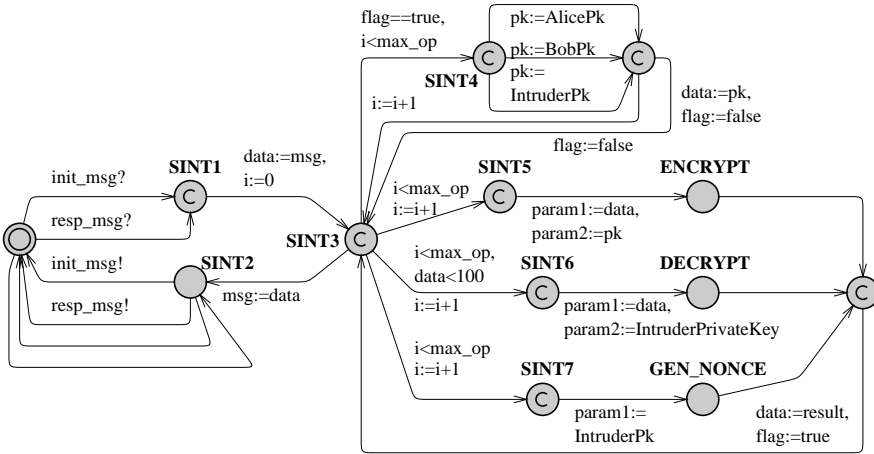 flag==true,
i<max_op
SINT4
pk:=AlicePk
pk:=BobPk
pk:=
IntruderPk
C
C
i:=i+1
data:=pk,
flag:=false
flag:=false
init_msg?
SINT1
C
data:=msg,
i:=0
resp_msg?
init_msg!
SINT2
resp_msg!
msg:=data
SINT3
C
i<max_op
i:=i+1
SINT5
C
param1:=data,
param2:=pk
ENCRYPT
i<max_op,
data<100
i:=i+1
SINT6
C
param1:=data,
param2:=IntruderPrivateKey
DECRYPT
C
i<max_op
i:=i+1
SINT7
C
param1:=
IntruderPk
GEN_NONCE
data:=result,
flag:=true